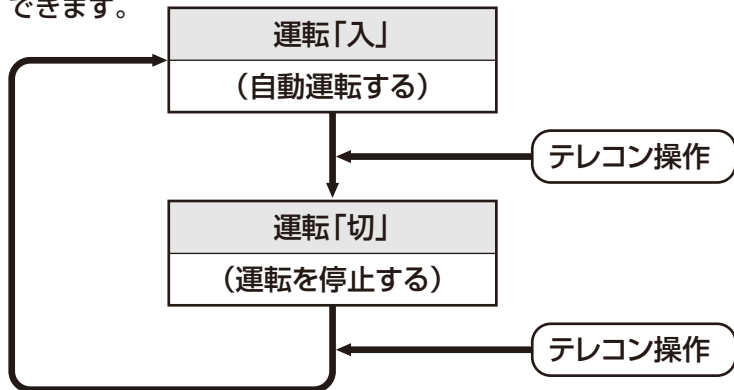 できます。
運転「入」
（自動運転する）
テレコン操作
運転「切」
（運転を停止する）
テレコン操作